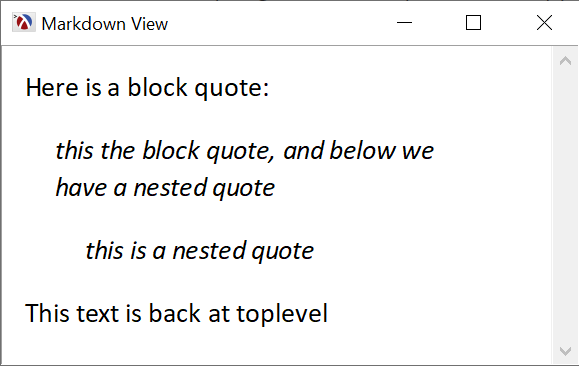 Markdown View
Here is a block quote:
this the block quote, and below we
have a nested quote
this is a nested quote
This text is back at toplevel